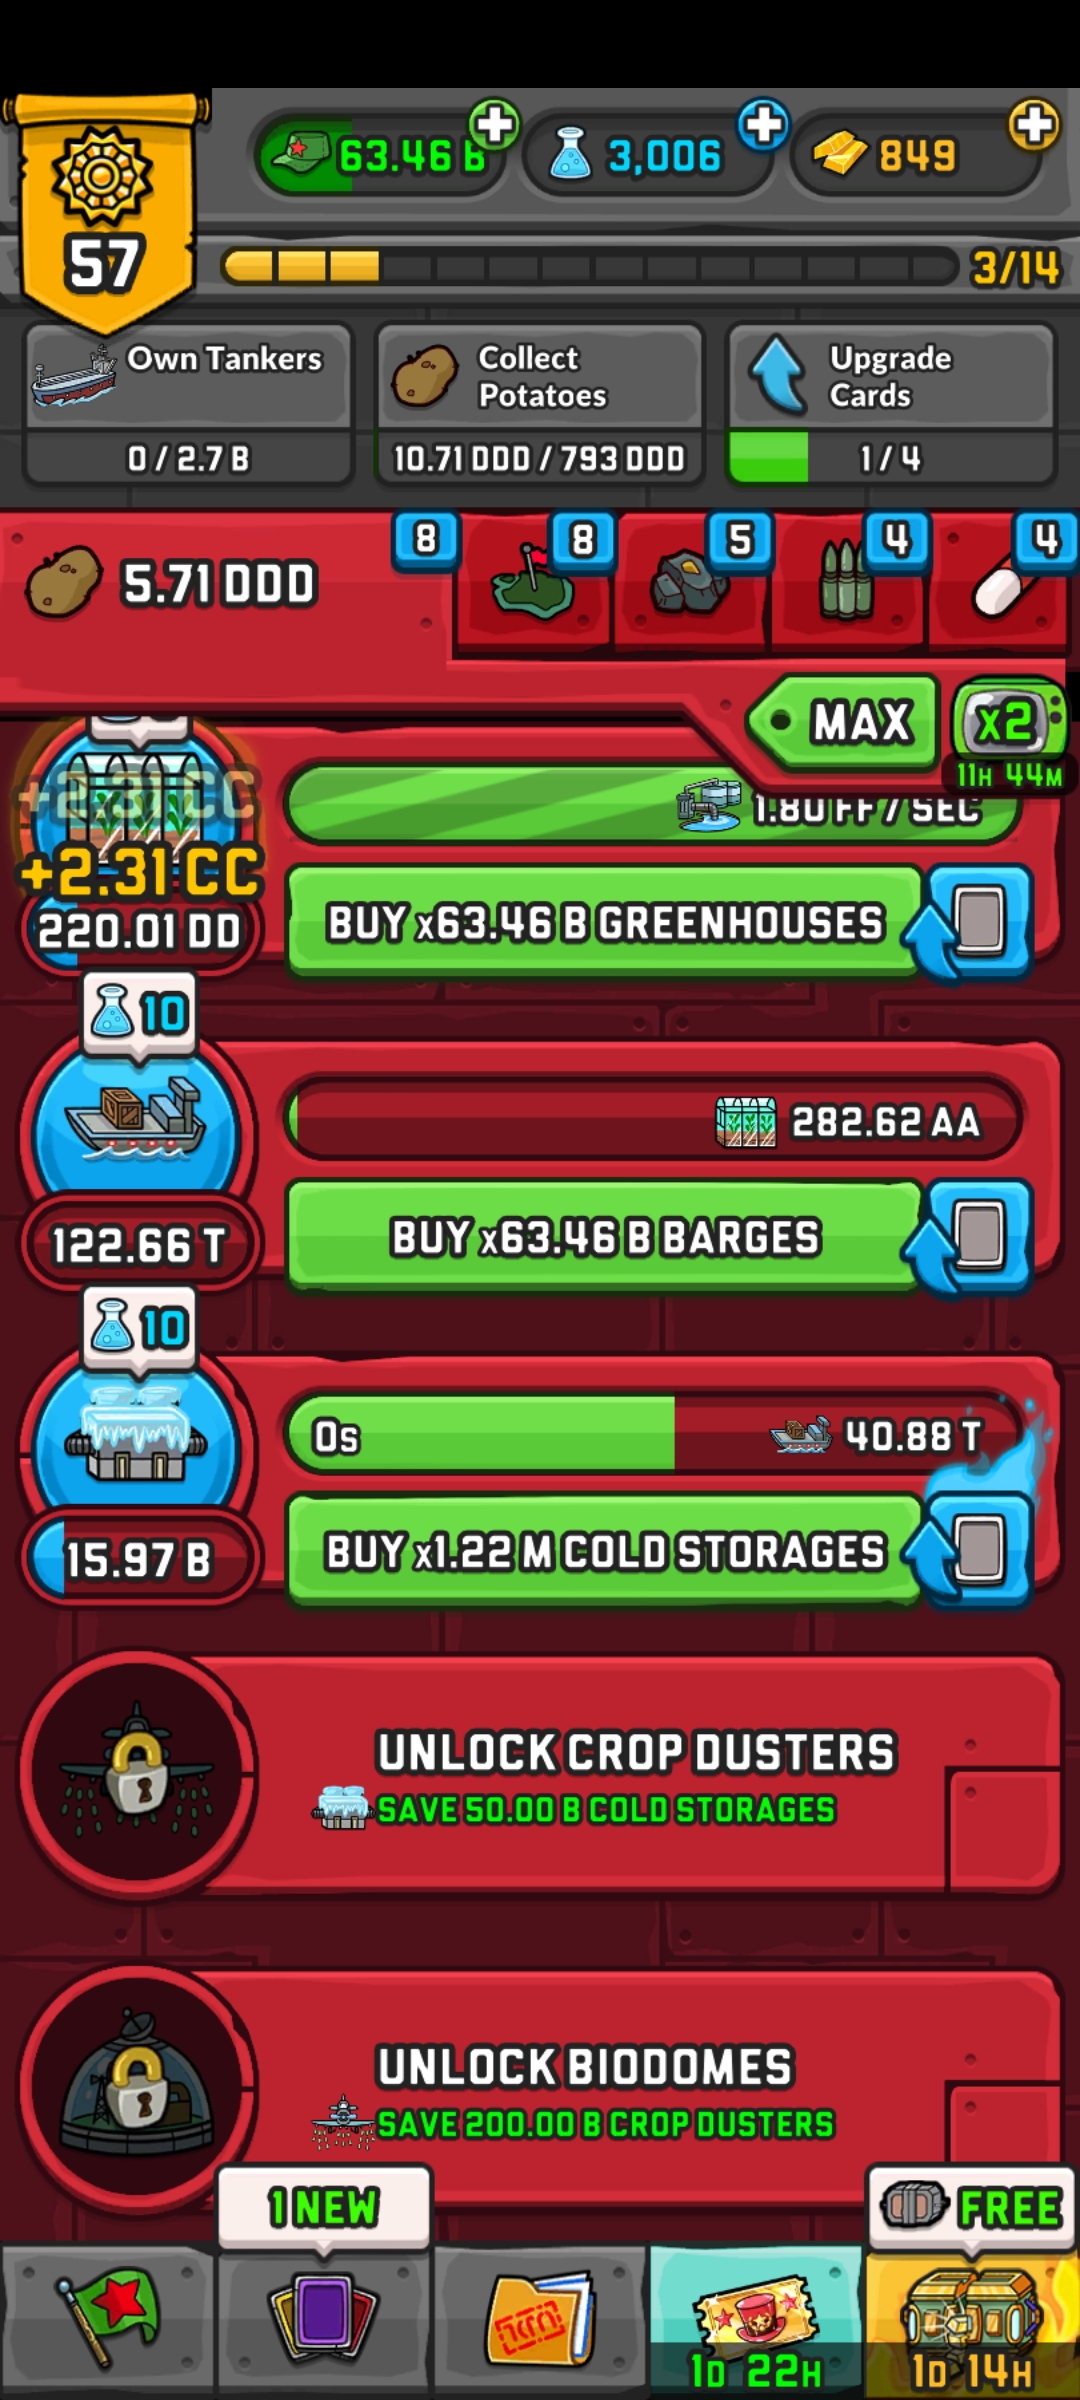 63.46 B
3,006
849
57
3/14
Own Tankers
0 / 2.7 B
Collect
Potatoes
10.71 DDD / 793 DDD
Upgrade
Cards
1 / 4
5.71 DDD
8
8
5
4
4
MAX
x2
11H 44M
+2.31 CC
+2.31 CC
220.01 DD
1.80 FF / SEC
BUY x63.46 B GREENHOUSES
10
122.66 T
282.62 AA
BUY x63.46 B BARGES
10
15.97 B
0s
40.88 T
BUY x1.22 M COLD STORAGES
UNLOCK CROP DUSTERS
SAVE 50.00 B COLD STORAGES
UNLOCK BIODOMES
SAVE 200.00 B CROP DUSTERS
1 NEW
FREE
1D 22H
1D 14H